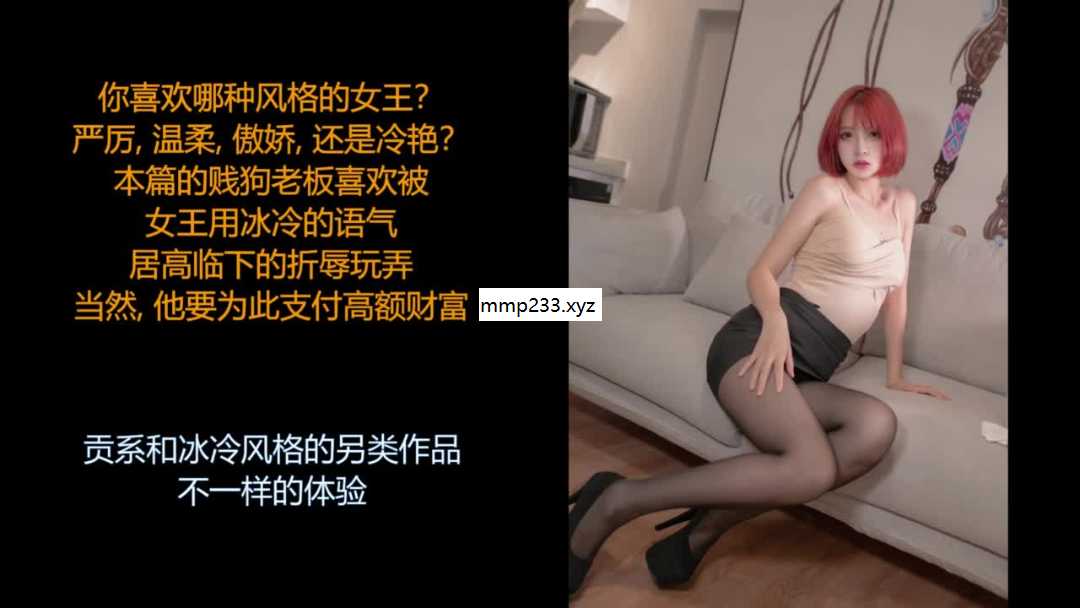 你喜欢哪种风格的女王?
严厉, 温柔, 傲娇, 还是冷艳?
本篇的贱狗老板喜欢被
女王用冰冷的语气
居高临下的折辱玩弄
当然, 他要为此支付高额财富
mmp233.xyz
贡系和冰冷风格的另类作品
不一样的体验